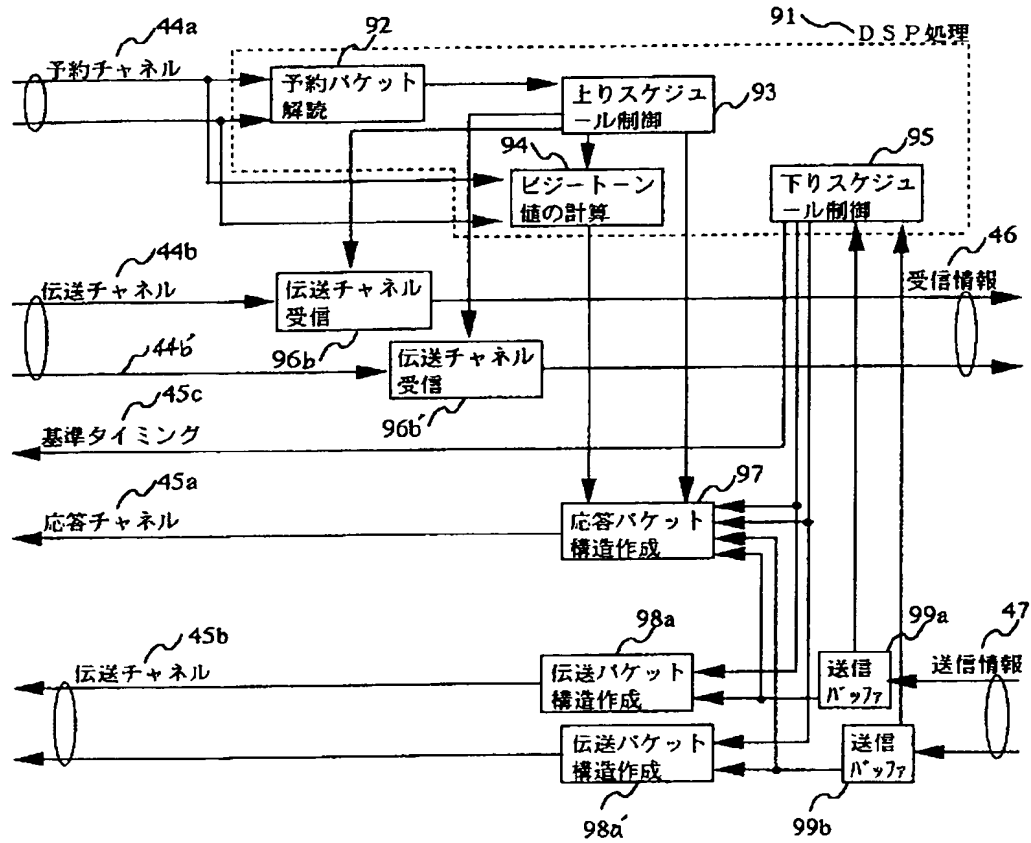 44a
92
91
DSP処理
予約チャネル
予約パケット
解読
上りスケジュ
ール制御
93
94
95
ビジートーン
値の計算
下りスケジュ
ール制御
46
44b
伝送チャネル
伝送チャネル
受信
受信情報
44b'
96b
伝送チャネル
受信
96b'
45c
基準タイミング
45a
97
応答チャネル
応答パケット
構造作成
45b
98a
99a
47
伝送チャネル
伝送パケット
構造作成
送信
バッファ
送信情報
伝送パケット
構造作成
送信
バッファ
98a'
99b